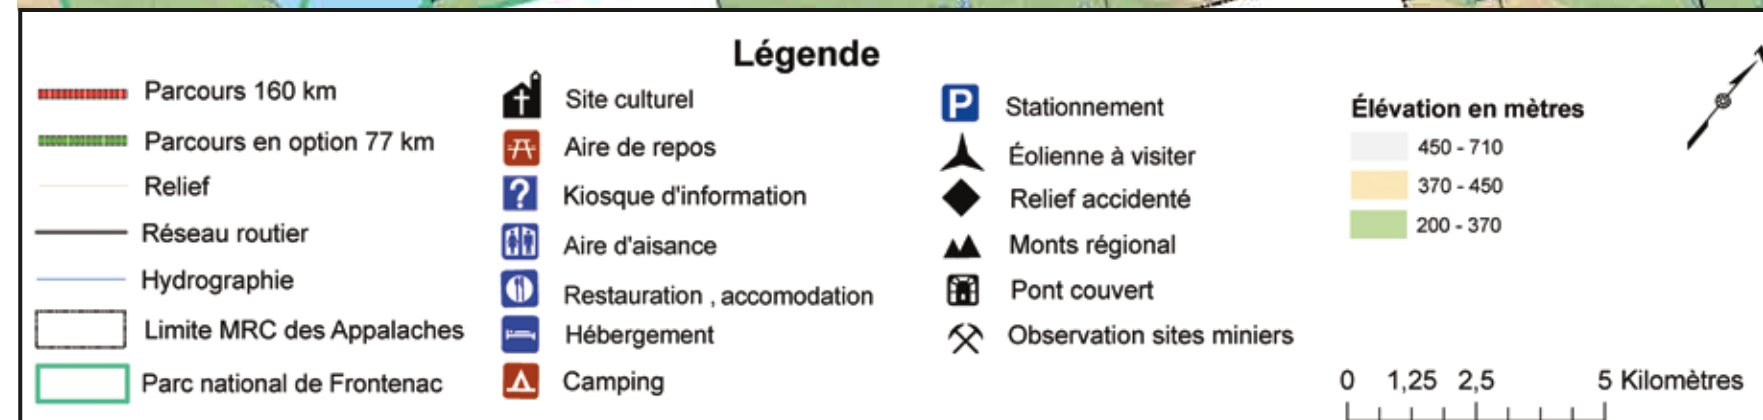 Légende
Parcours 160 km
Parcours en option 77 km
Relief
Réseau routier
Hydrographie
Limite MRC des Appalaches
Parc national de Frontenac
Site culturel
Aire de repos
? Kiosque d'information
Aire d'aisance
Restauration , accomodation
Hébergement
Camping
P Stationnement
Éolienne à visiter
Relief accidenté
Monts régional
Pont couvert
Observation sites miniers
Élévation en mètres
450 - 710
370 - 450
200 - 370
0 1,25 2,5 5 Kilomètres